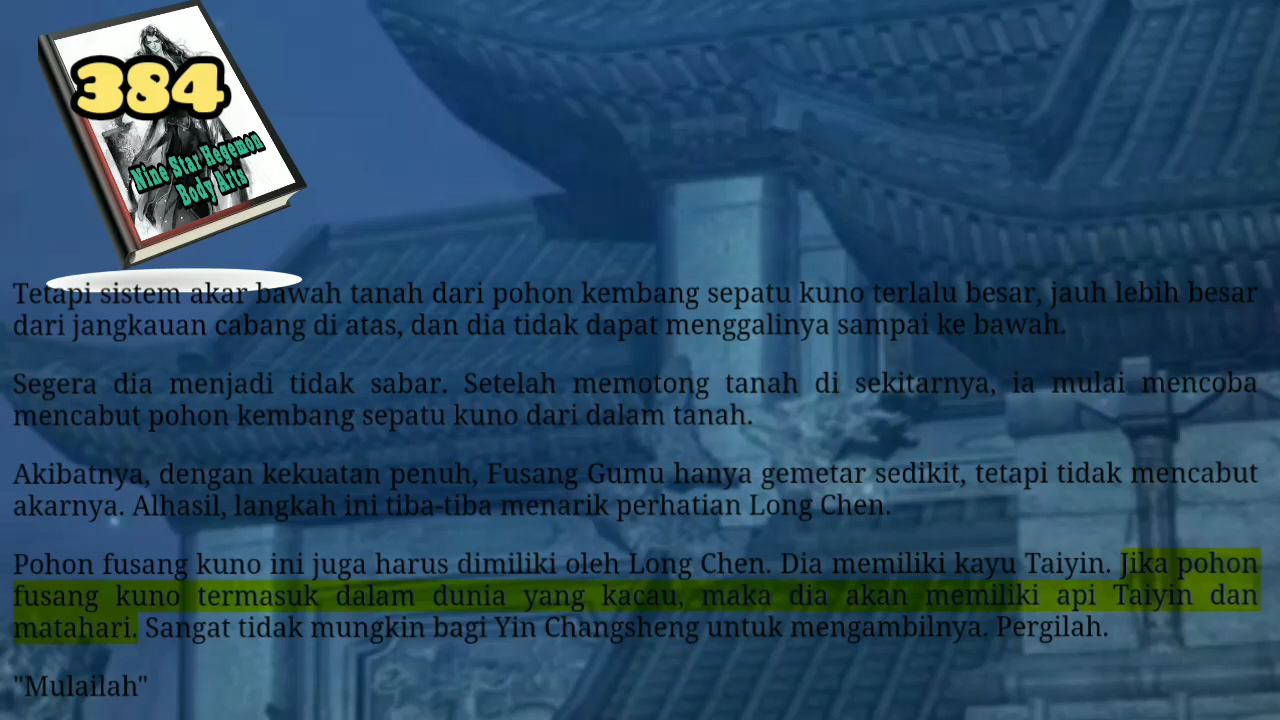 384
Nine Star Hegemon
Body Arts
Tetapi sistem akar bawah tanah dari pohon kembang sepatu kuno terlalu besar, jauh lebih besar
dari jangkauan cabang di atas, dan dia tidak dapat menggalinya sampai ke bawah.
Segera dia menjadi tidak sabar. Setelah memotong tanah di sekitarnya, ia mulai mencoba
mencabut pohon kembang sepatu kuno dari dalam tanah.
Akibatnya, dengan kekuatan penuh, Fusang Gumu hanya gemetar sedikit, tetapi tidak mencabut
akarnya. Alhasil, langkah ini tiba-tiba menarik perhatian Long Chen.
Pohon fusang kuno ini juga harus dimiliki oleh Long Chen. Dia memiliki kayu Taiyin. Jika pohon
fusang kuno termasuk dalam dunia yang kacau, maka dia akan memiliki api Taiyin dan
matahari. Sangat tidak mungkin bagi Yin Changsheng untuk mengambilnya. Pergilah.
"Mulailah"